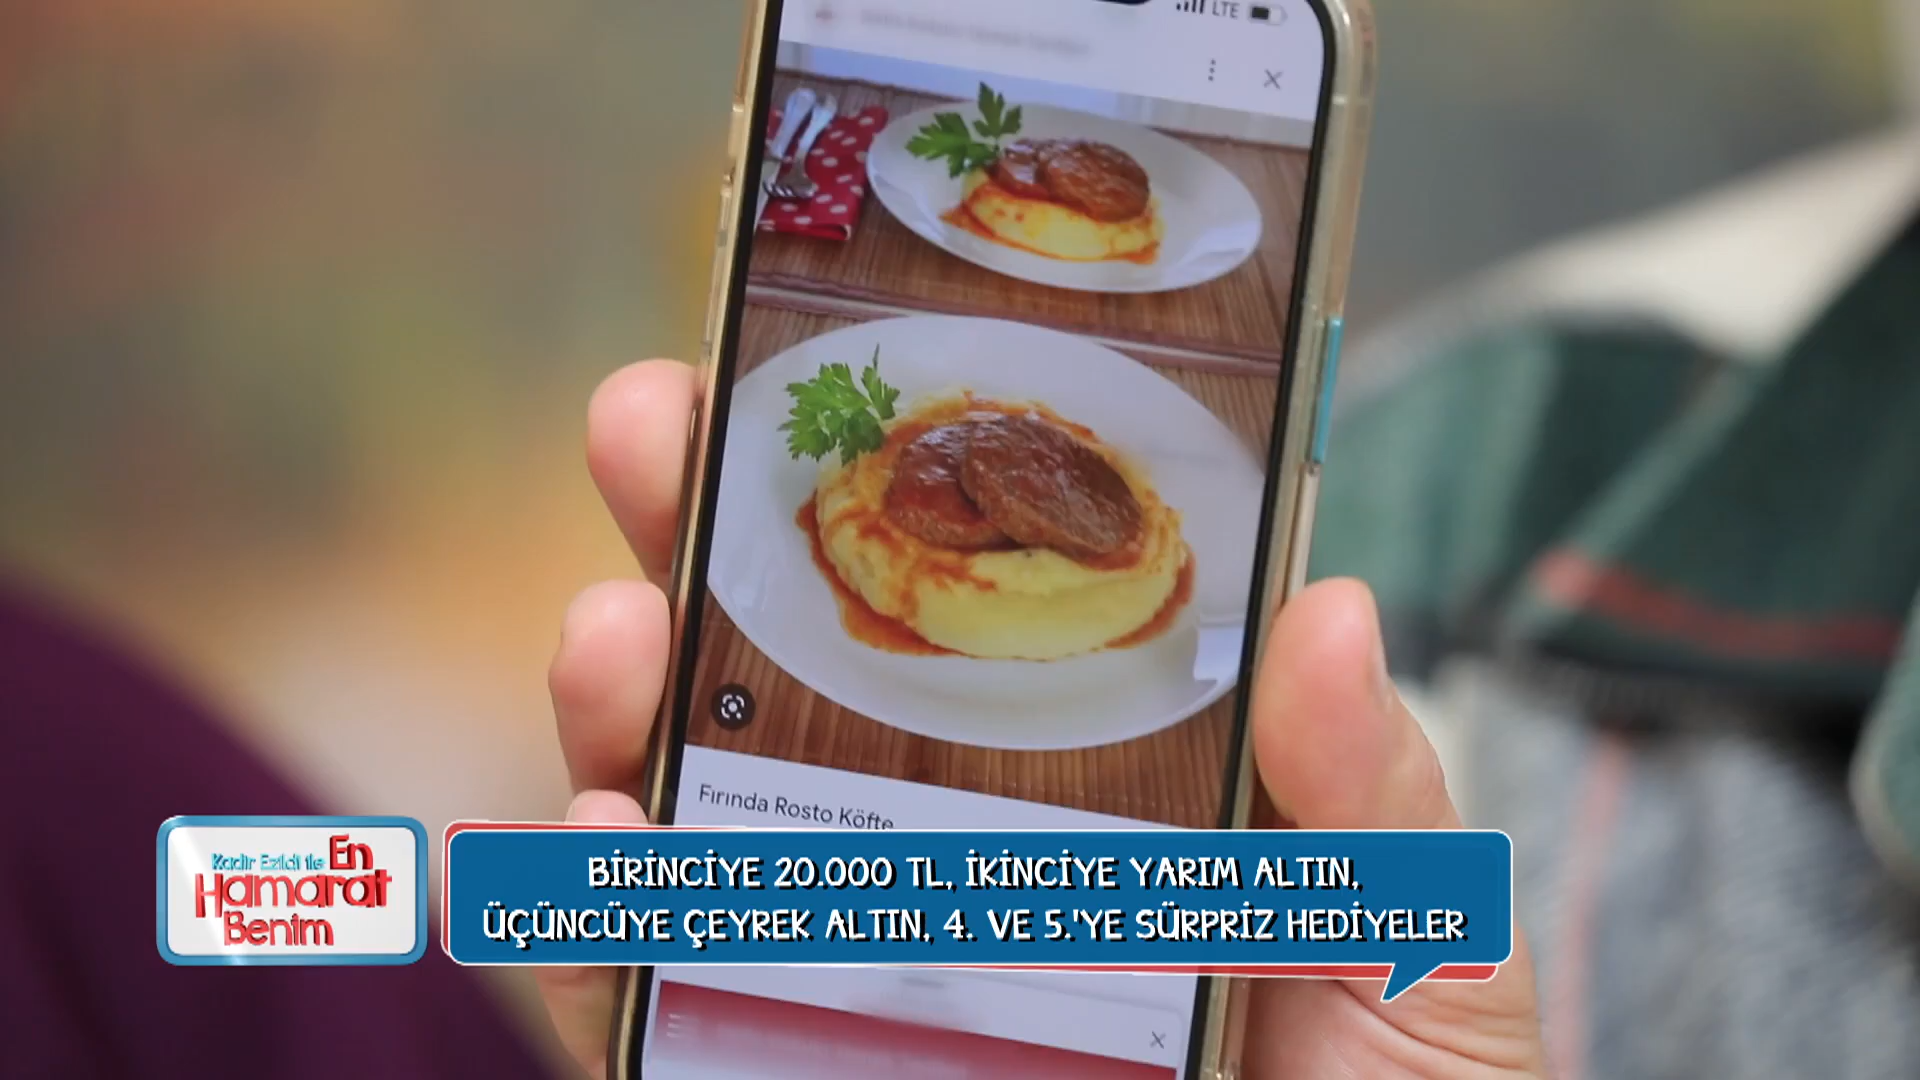 LTE
Fırında Rosto Köfte
Kadir Ezildi ile En
Hamarat
Benim
BİRİNCİYE 20.000 TL, İKİNCİYE YARIM ALTIN,
ÜÇÜNCÜYE ÇEYREK ALTIN, 4. VE 5.'YE SÜRPRİZ HEDİYELER